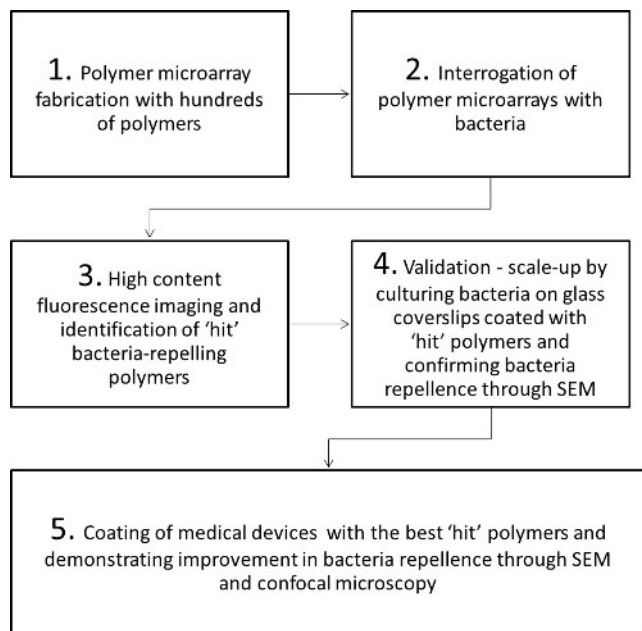 1. Polymer microarray
fabrication with hundreds
of polymers
2. Interrogation of
polymer microarrays with
bacteria
3. High content
fluorescence imaging and
identification of ‘hit’
bacteria-repelling
polymers
4. Validation - scale-up by
culturing bacteria on glass
coverslips coated with
‘hit’ polymers and
confirming bacteria
repellence through SEM
5. Coating of medical devices with the best ‘hit’ polymers and
demonstrating improvement in bacteria repellence through SEM
and confocal microscopy